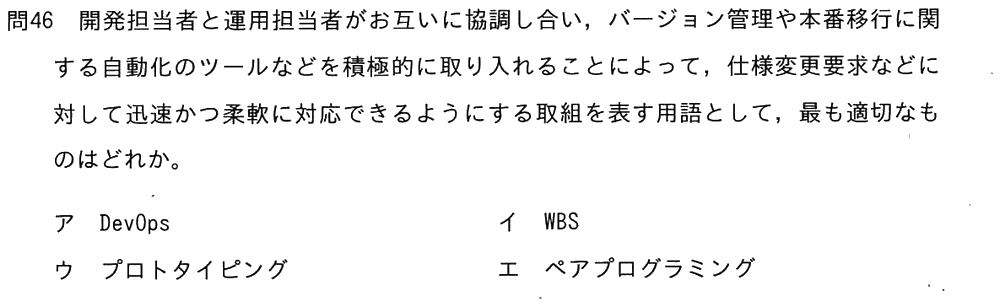 問46 開発担当者と運用担当者がお互いに協調し合い，バージョン管理や本番移行に関
する自動化のツールなどを積極的に取り入れることによって，仕様変更要求などに
対して迅速かつ柔軟に対応できるようにする取組を表す用語として，最も適切なも
のはどれか。
ア DevOps イ WBS
ウ プロトタイピング エ ペアプログラミング